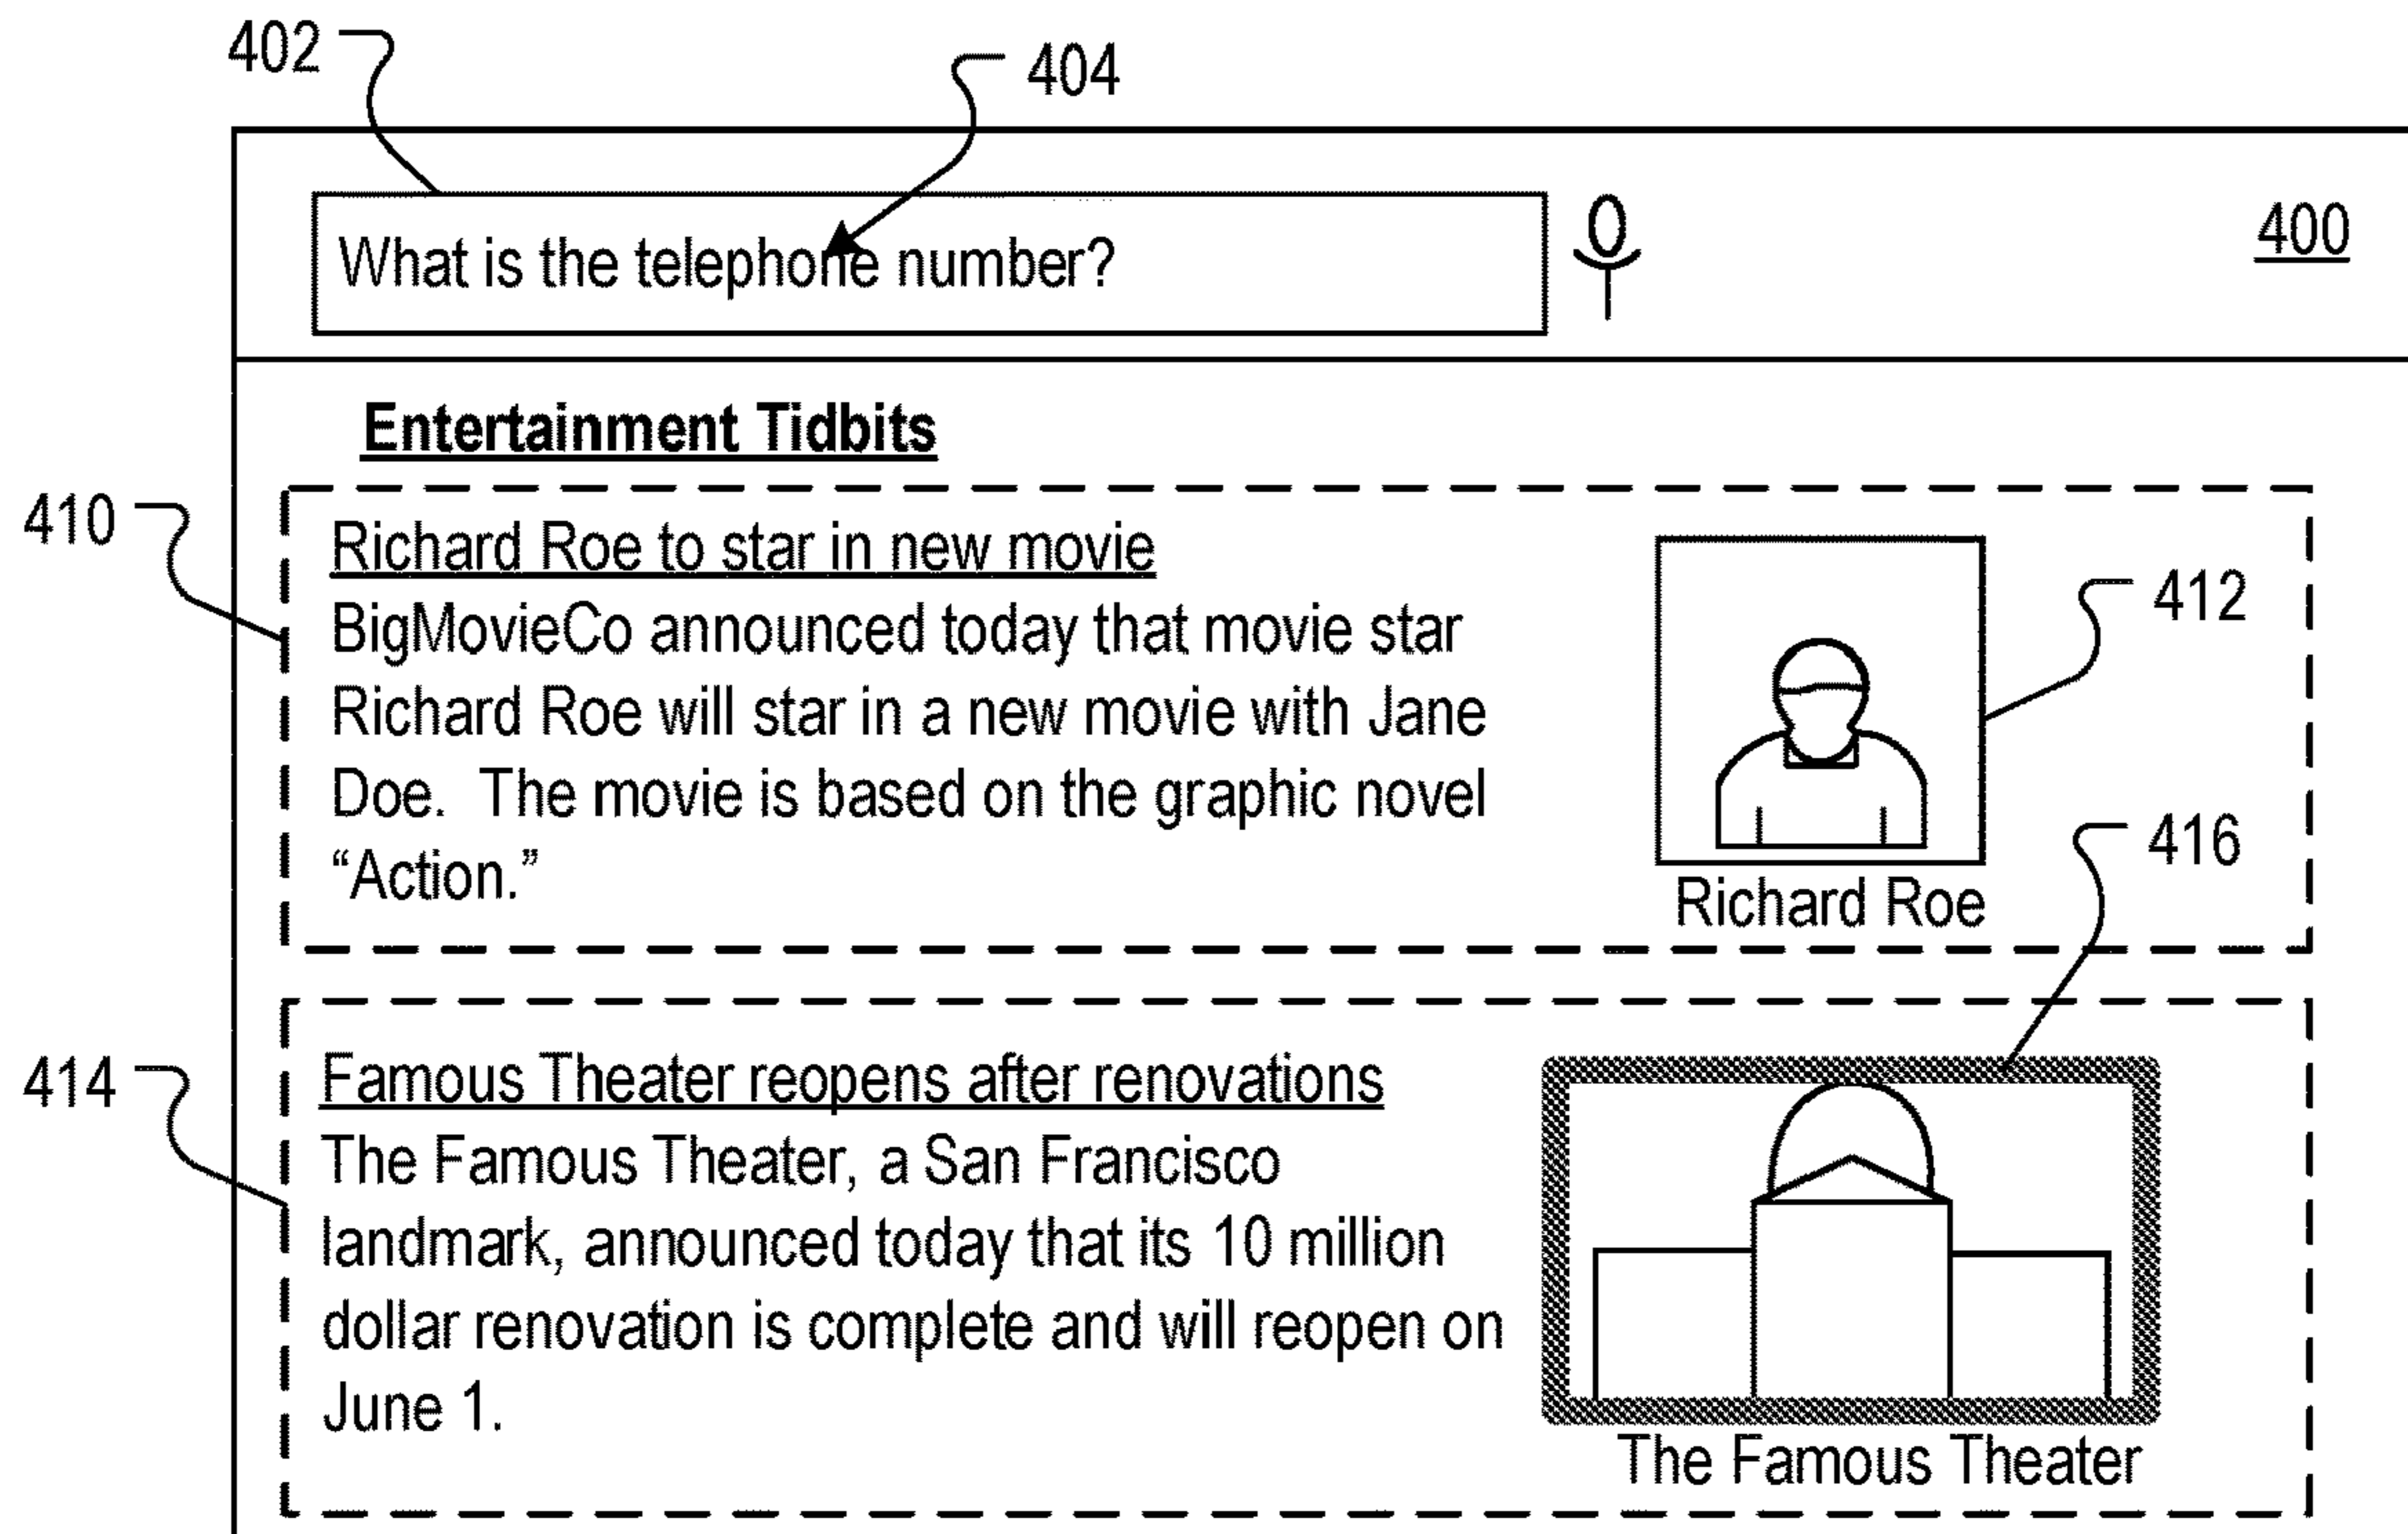 402
404
What is the telephone number?
400
Entertainment Tidbits
410
Richard Roe to star in new movie
BigMovieCo announced today that movie star
Richard Roe will star in a new movie with Jane
Doe. The movie is based on the graphic novel
“Action.”
412
Richard Roe
416
414
Famous Theater reopens after renovations
The Famous Theater, a San Francisco
landmark, announced today that its 10 million
dollar renovation is complete and will reopen on
June 1.
The Famous Theater